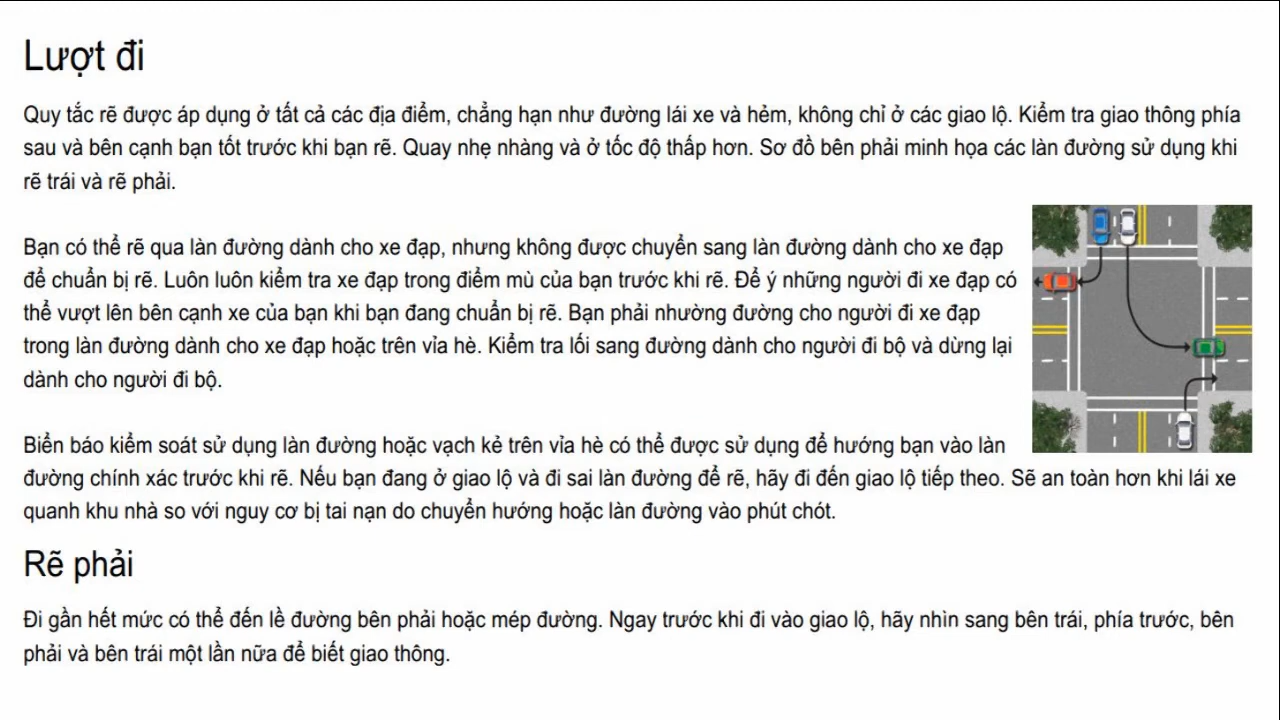 Lượt đi
Quy tắc rẽ được áp dụng ở tất cả các địa điểm, chẳng hạn như đường lái xe và hẻm, không chỉ ở các giao lộ. Kiểm tra giao thông phía
sau và bên cạnh bạn tốt trước khi bạn rẽ. Quay nhẹ nhàng và ở tốc độ thấp hơn. Sơ đồ bên phải minh họa các làn đường sử dụng khi
rẽ trái và rẽ phải.
Bạn có thể rẽ qua làn đường dành cho xe đạp, nhưng không được chuyển sang làn đường dành cho xe đạp
để chuẩn bị rẽ. Luôn luôn kiểm tra xe đạp trong điểm mù của bạn trước khi rẽ. Để ý những người đi xe đạp có
thể vượt lên bên cạnh xe của bạn khi bạn đang chuẩn bị rẽ. Bạn phải nhường đường cho người đi xe đạp
trong làn đường dành cho xe đạp hoặc trên vỉa hè. Kiểm tra lối sang đường dành cho người đi bộ và dừng lại
dành cho người đi bộ.
Biển báo kiểm soát sử dụng làn đường hoặc vạch kẻ trên vỉa hè có thể được sử dụng để hướng bạn vào làn
đường chính xác trước khi rẽ. Nếu bạn đang ở giao lộ và đi sai làn đường để rẽ, hãy đi đến giao lộ tiếp theo. Sẽ an toàn hơn khi lái xe
quanh khu nhà so với nguy cơ bị tai nạn do chuyển hướng hoặc làn đường vào phút chót.
Rẽ phải
Đi gần hết mức có thể đến lề đường bên phải hoặc mép đường. Ngay trước khi đi vào giao lộ, hãy nhìn sang bên trái, phía trước, bên
phải và bên trái một lần nữa để biết giao thông.